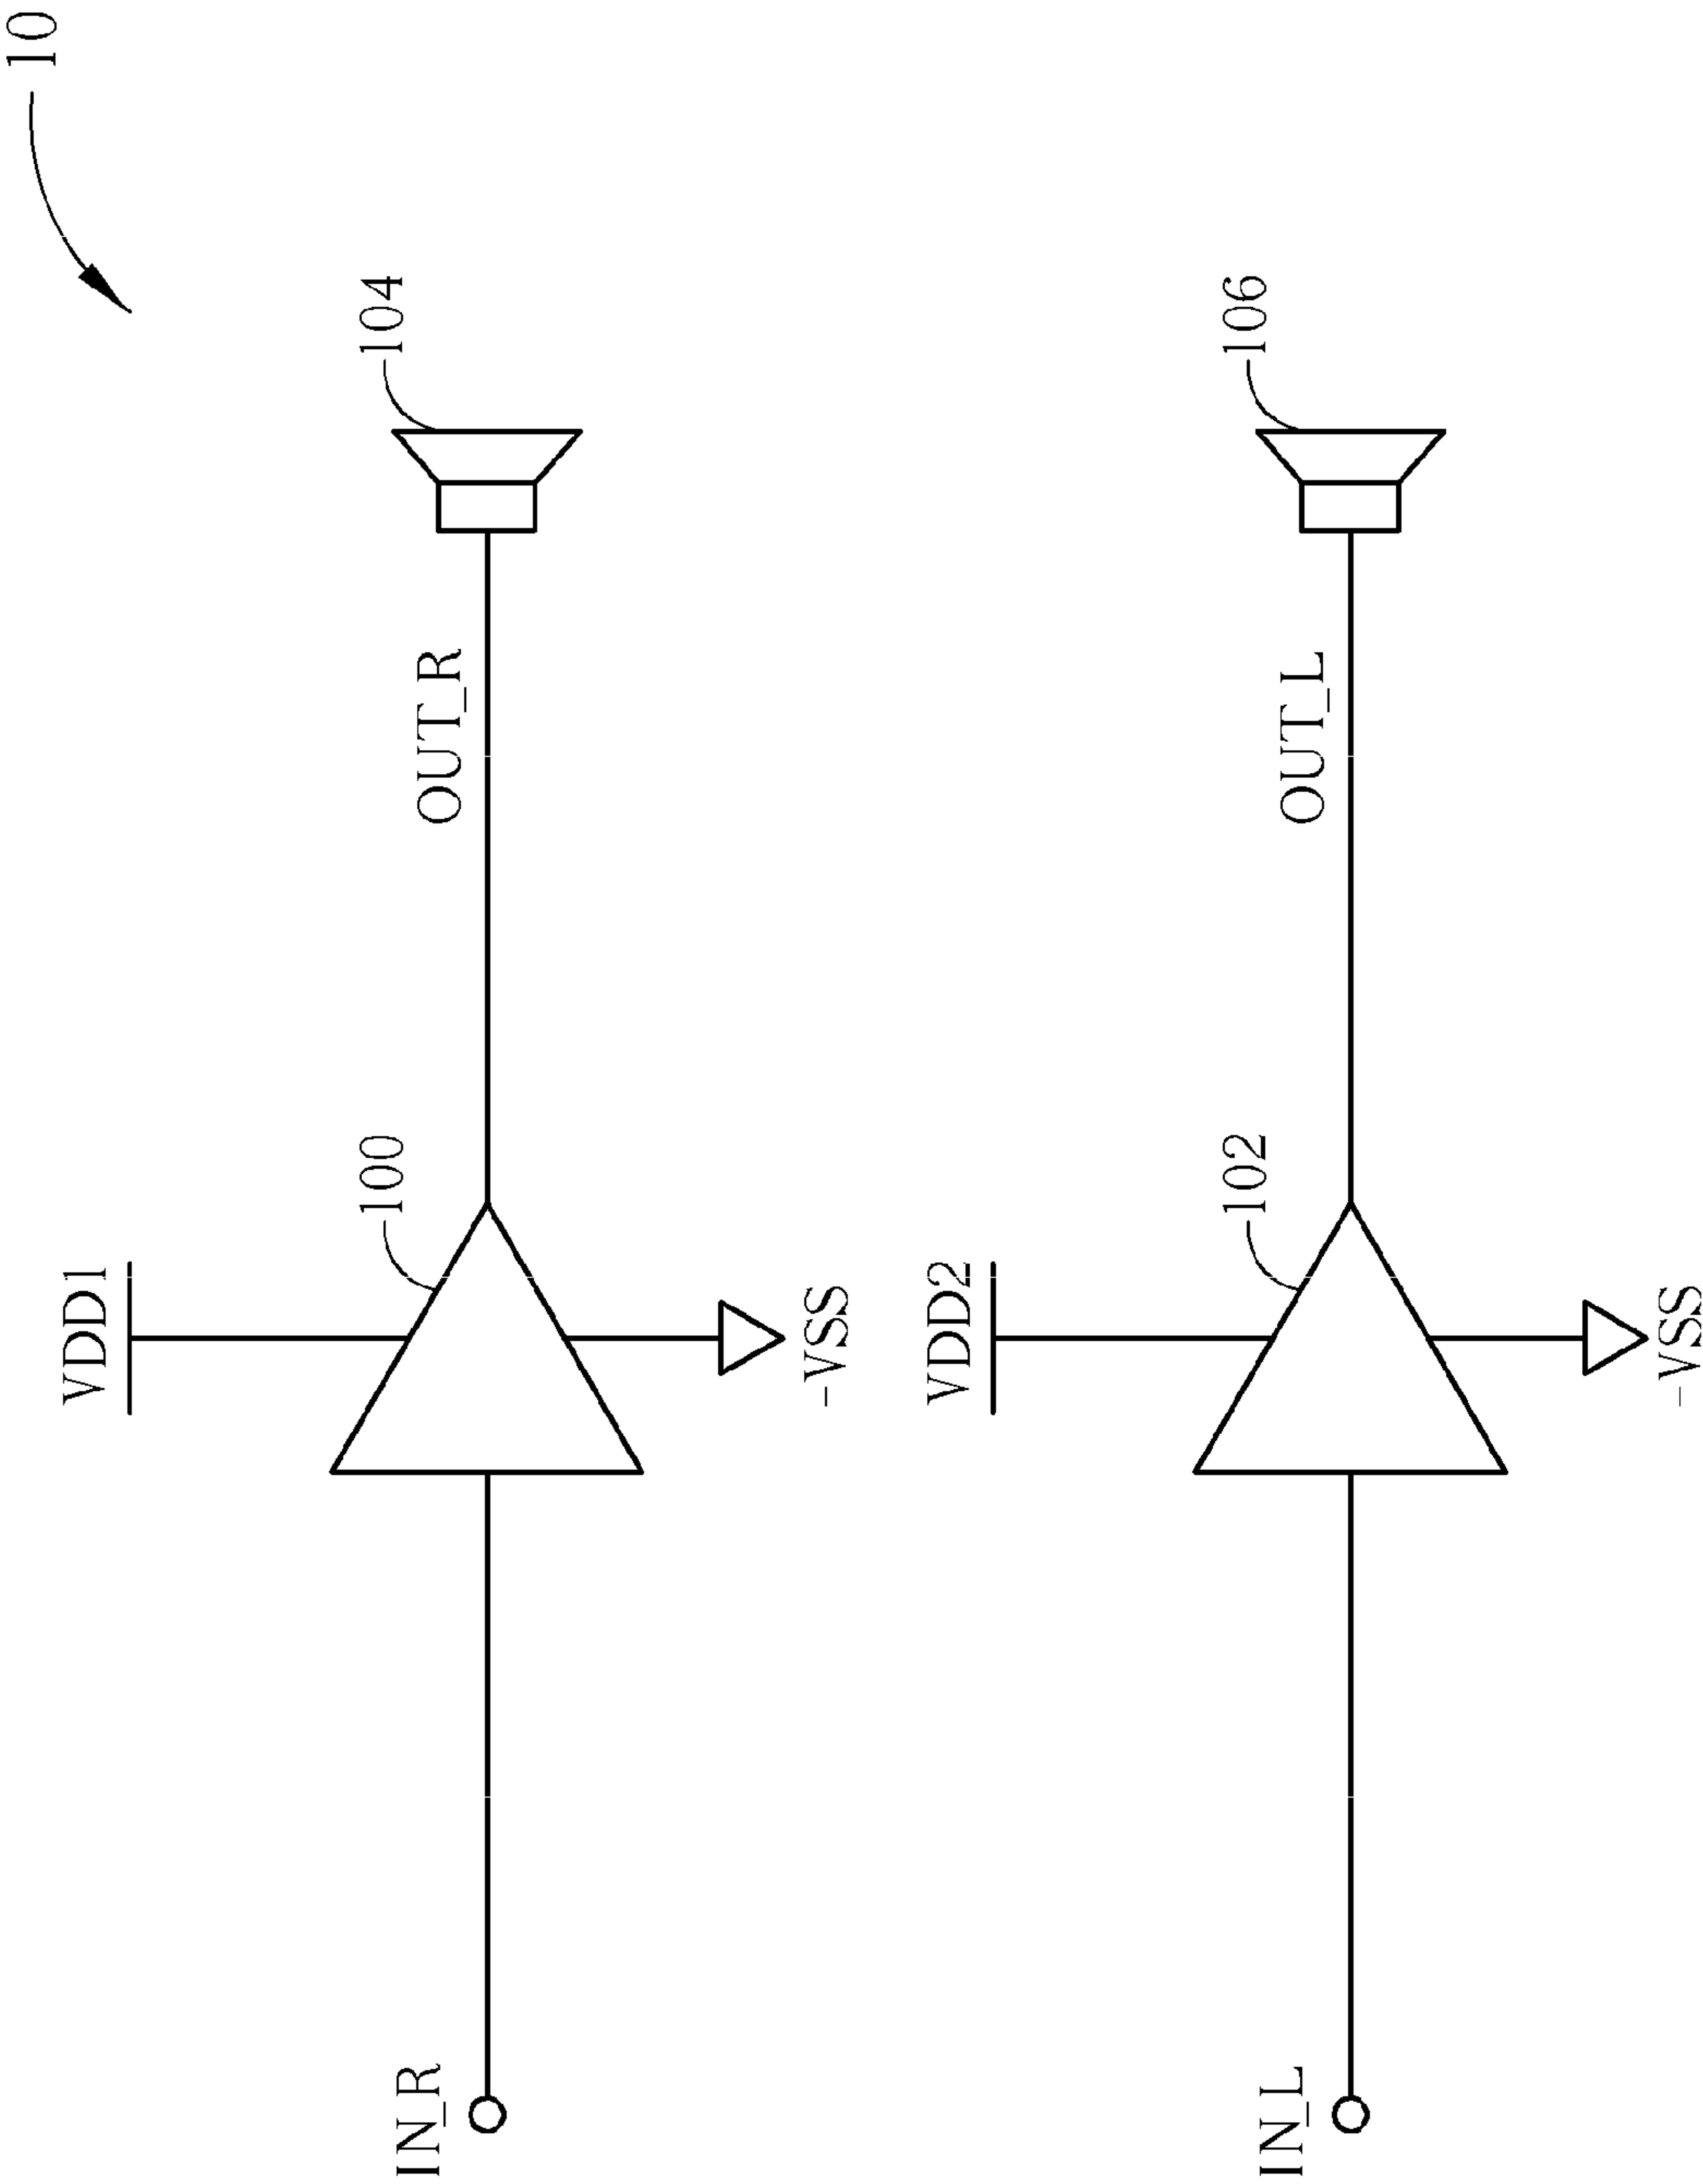 10
VDD1
100
104
IN_R
OUT_R
-VSS
VDD2
102
106
IN_L
OUT_L
-VSS